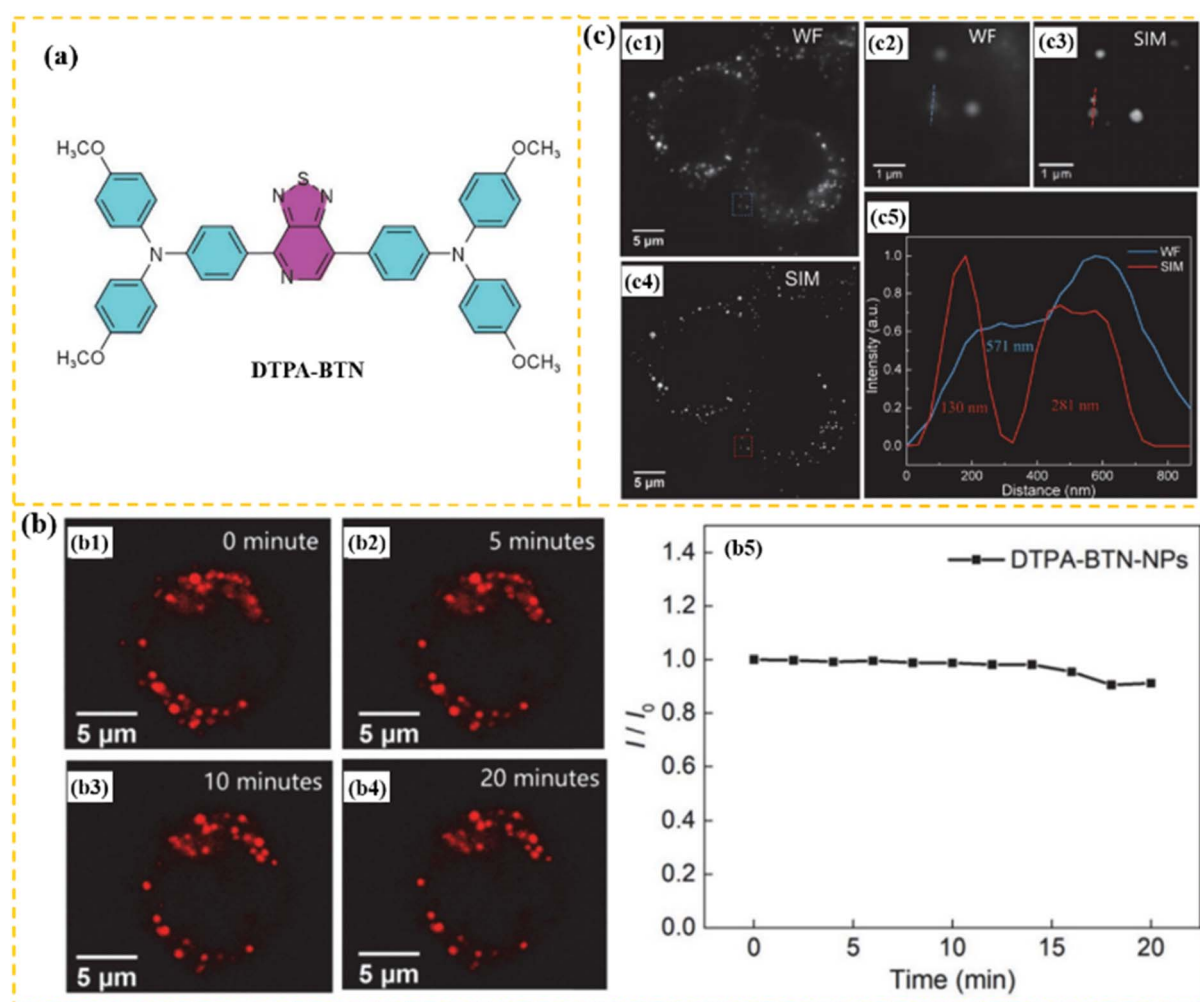 (a)
H₃CO
OCH₃
S
N
N
N
N
N
H₃CO
OCH₃
DTPA-BTN
(c)
(c1)
WF
5 μm
(c2)
WF
1 μm
(c3)
SIM
1 μm
(c4)
SIM
5 μm
(c5)
WF
SIM
1.0
0.8
0.6
0.4
0.2
0.0
Intensity (a.u.)
571 nm
130 nm
281 nm
0
200
400
600
800
Distance (nm)
(b)
(b1)
0 minute
5 μm
(b2)
5 minutes
5 μm
(b3)
10 minutes
5 μm
(b4)
20 minutes
5 μm
(b5)
DTPA-BTN-NPs
1.4
1.2
1.0
0.8
0.6
0.4
0.2
0.0
I / I₀
0
5
10
15
20
Time (min)